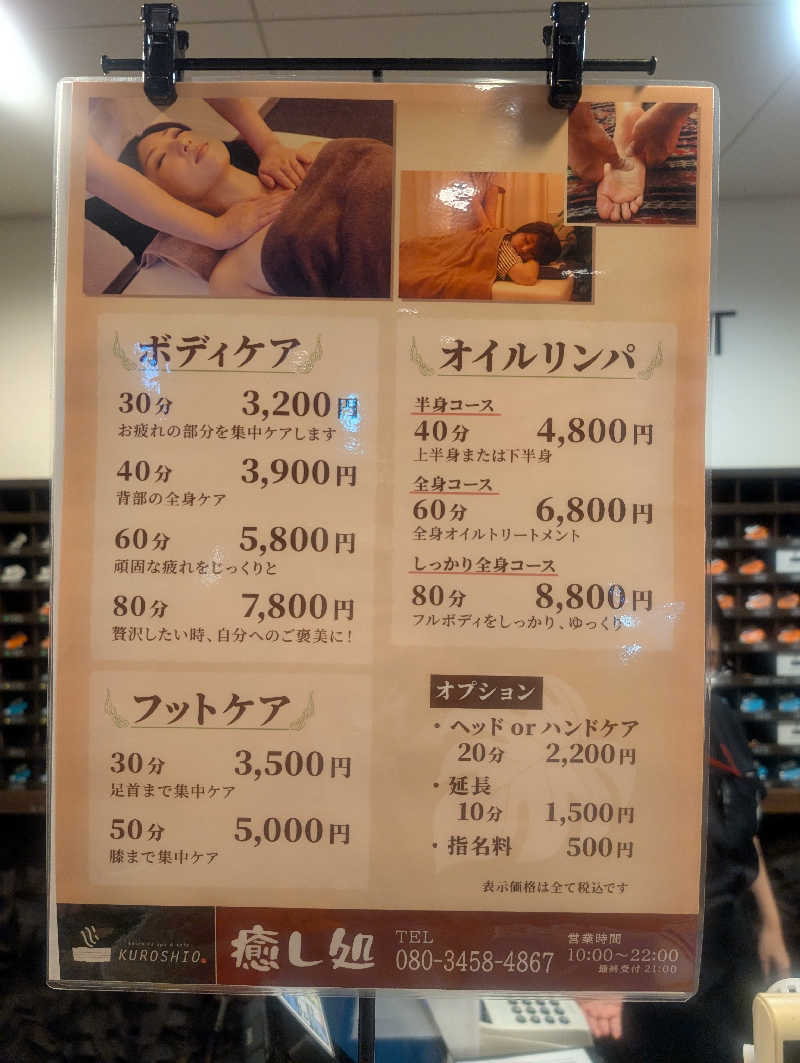 ボディケア
30分 3,200円
お疲れの部分を集中ケアします
40分 3,900円
背部の全身ケア
60分 5,800円
頑固な疲れをじっくりと
80分 7,800円
贅沢したい時、自分へのご褒美に!
フットケア
30分 3,500円
足首まで集中ケア
50分 5,000円
膝まで集中ケア
オイルリンパ
半身コース
40分 4,800円
上半身または下半身
全身コース
60分 6,800円
全身オイルトリートメント
しっかり全身コース
80分 8,800円
フルボディをしっかり、ゆっくり
オプション
・ヘッド or ハンドケア
20分 2,200円
・延長
10分 1,500円
・指名料 500円
表示価格は全て税込です
KUROSHIO
癒し処
TEL
080-3458-4867
営業時間
10:00〜22:00
最終受付 21:00